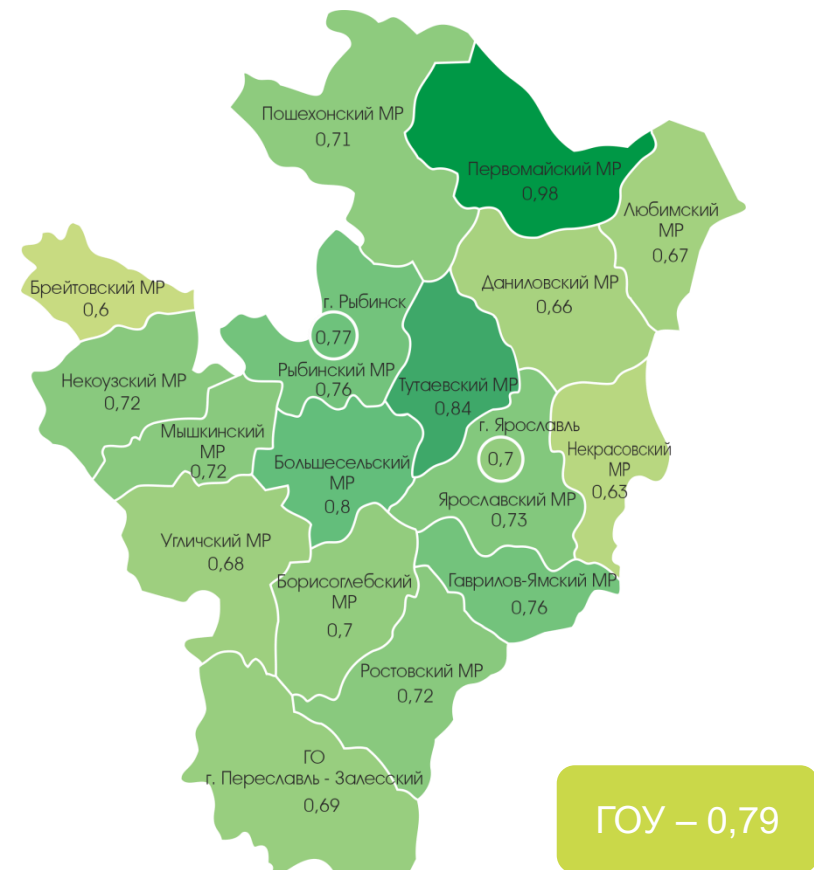 Пошехонский МР
0,71
Первомайский МР
0,98
Любимский
МР
0,67
Брейтовский МР
0,6
г. Рыбинск
0,77
Рыбинский МР
0,76
Даниловский МР
0,66
Некоузский МР
0,72
Тутаевский МР
0,84
Мышкинский
МР
0,72
Большесельский
МР
0,8
г. Ярославль
0,7
Ярославский МР
0,73
Некрасовский
МР
0,63
Угличский МР
0,68
Борисоглебский
МР
0,7
Гаврилов-Ямский МР
0,76
Ростовский МР
0,72
ГО
г. Переславль - Залесский
0,69
ГОУ – 0,79